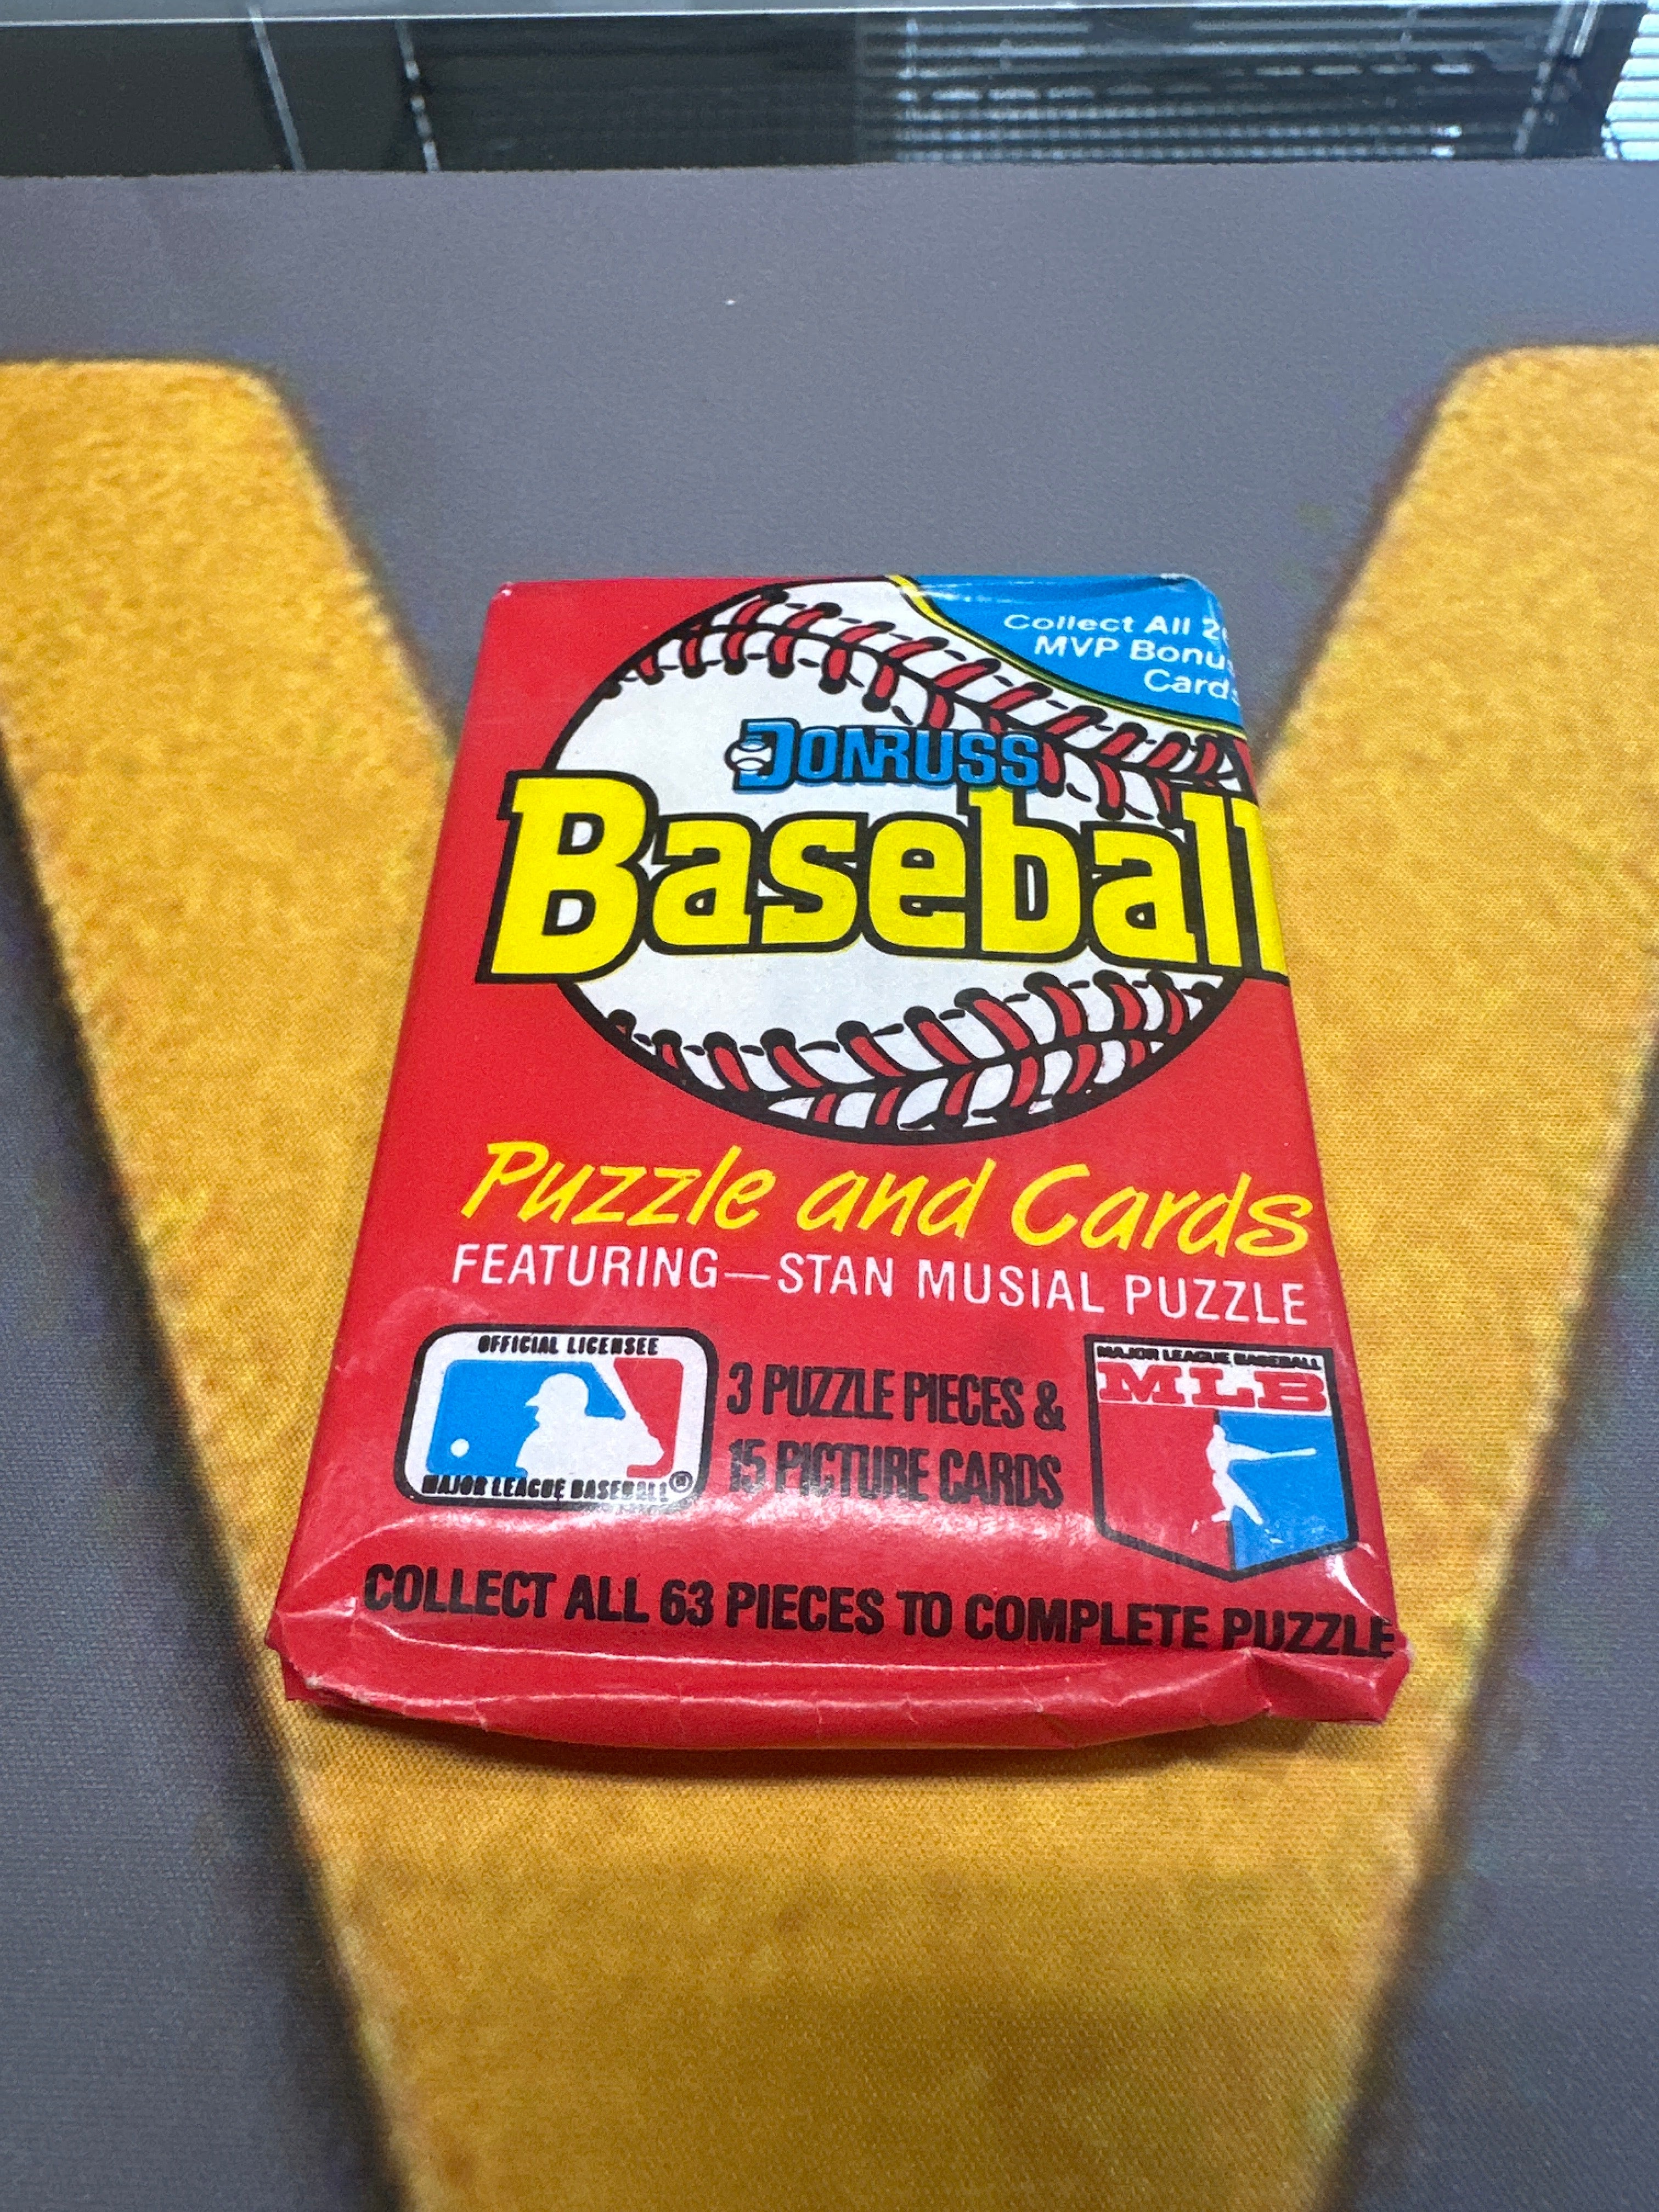 Collect All
MVP
DONRUSS
Baseball
Puzzle and Cards
FEATURING—STAN MUSIAL PUZZLE
OFFICIAL LICENSEE
MAJOR LEAGUE BASEBALL®
3 PUZZLE PIECES &
15 PICTURE CARDS
MAJOR LEAGUE BASEBALL
MLB
COLLECT ALL 63 PIECES TO COMPLETE PUZZLE